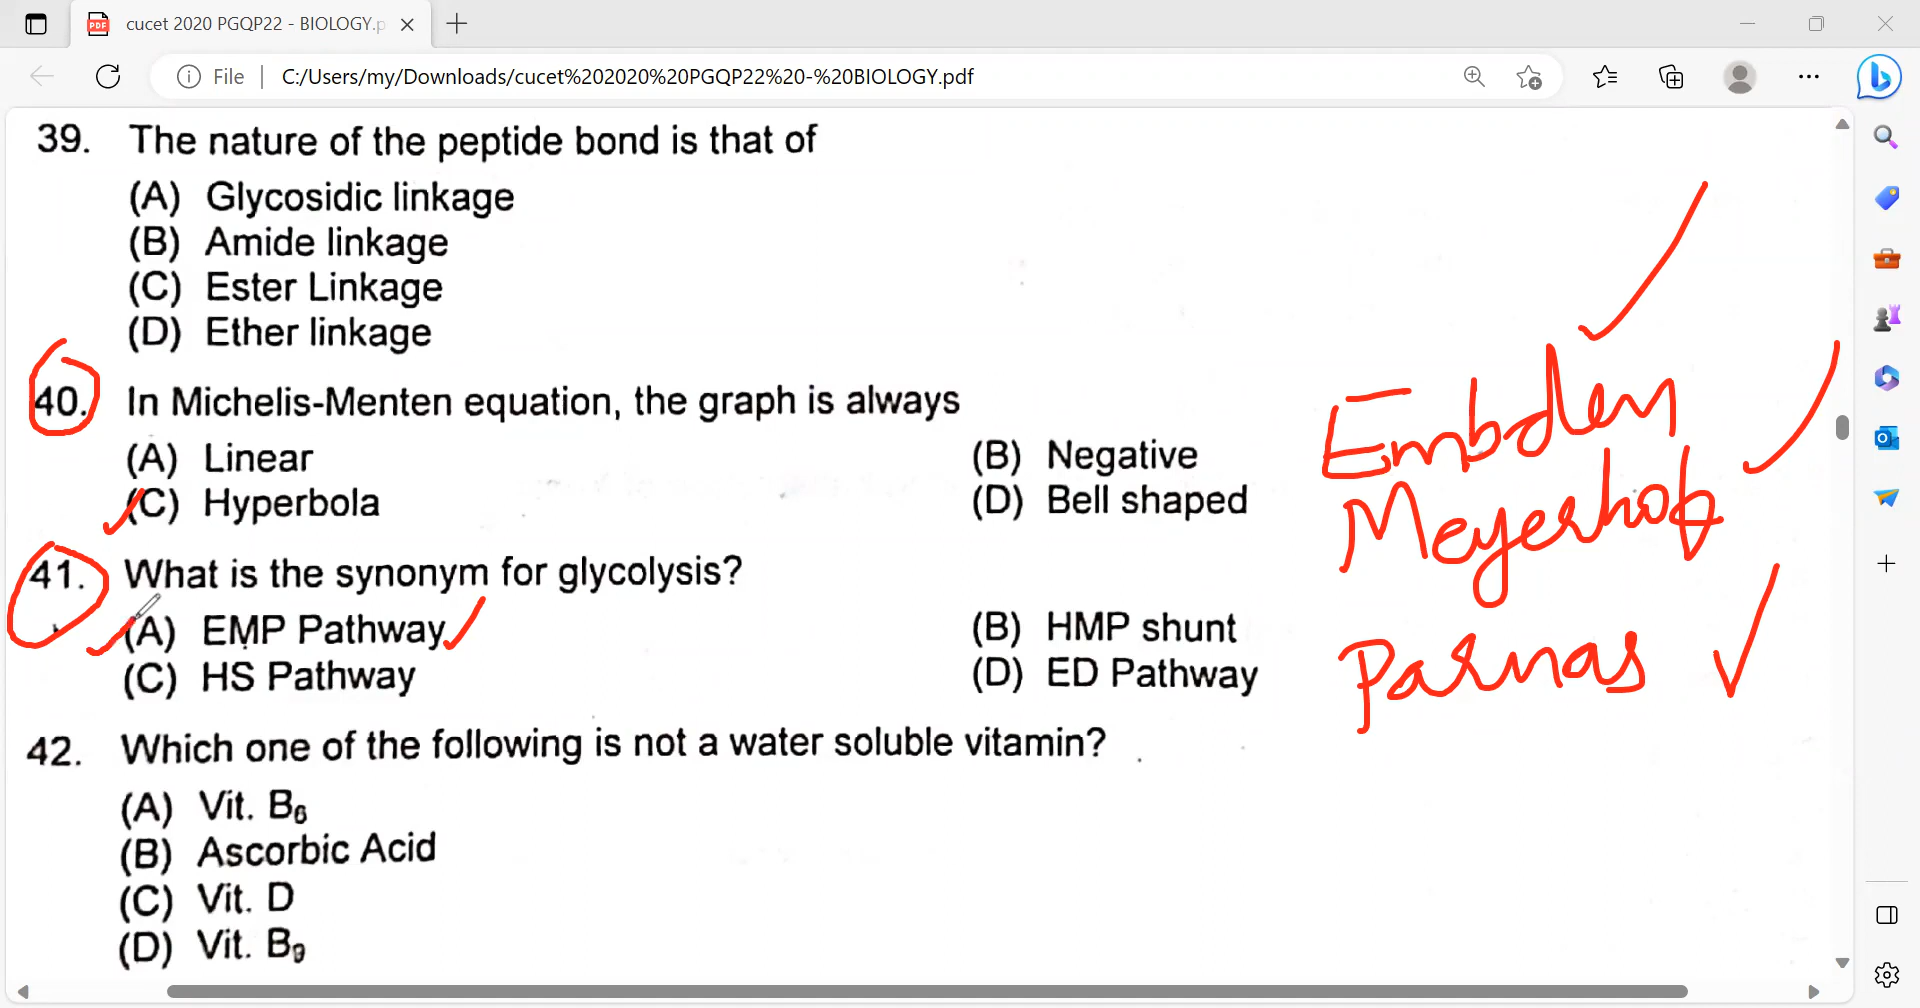 cucet 2020 PGQP22 - BIOLOGY.p
File
C:/Users/my/Downloads/cucet%202020%20PGQP22%20-%20BIOLOGY.pdf
39. The nature of the peptide bond is that of
(A) Glycosidic linkage
(B) Amide linkage
(C) Ester Linkage
(D) Ether linkage
40. In Michelis-Menten equation, the graph is always
(A) Linear
(B) Negative
(C) Hyperbola
(D) Bell shaped
41. What is the synonym for glycolysis?
(A) EMP Pathway
(B) HMP shunt
(C) HS Pathway
(D) ED Pathway
42. Which one of the following is not a water soluble vitamin?
(A) Vit. B₆
(B) Ascorbic Acid
(C) Vit. D
(D) Vit. B₉
Embden
Meyerhof
Parnas